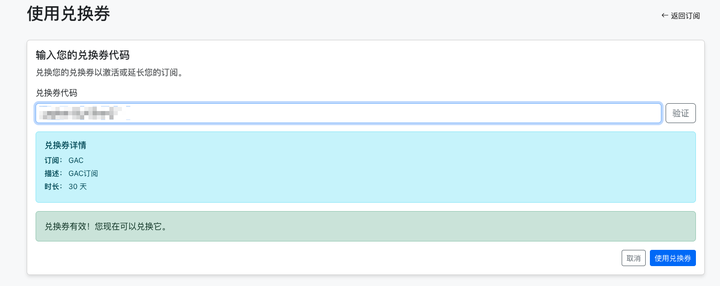 使用兑换券
← 返回订阅
输入您的兑换券代码
兑换您的兑换券以激活或延长您的订阅。
兑换券代码
验证
兑换券详情
订阅： GAC
描述： GAC订阅
时长： 30 天
兑换券有效！您现在可以兑换它。
取消
使用兑换券